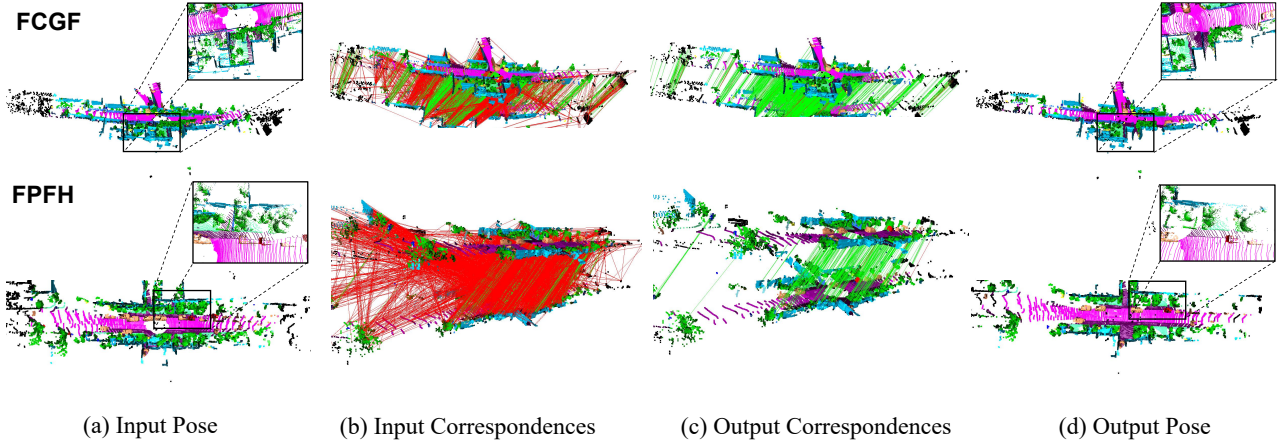 FCGF
FPFH
(a) Input Pose
(b) Input Correspondences
(c) Output Correspondences
(d) Output Pose